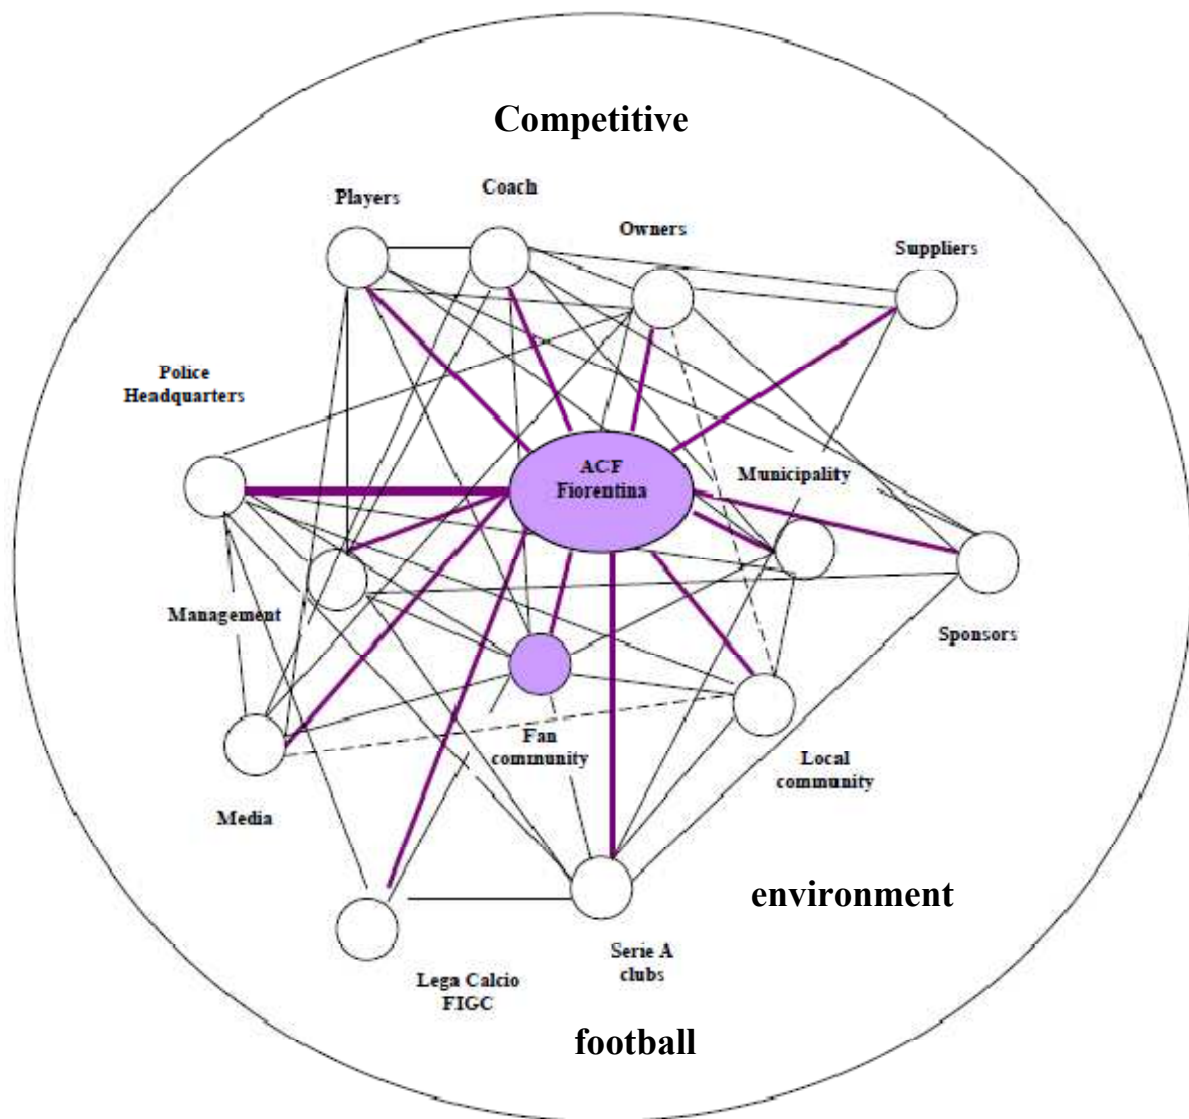 Competitive
Players
Coach
Owners
Suppliers
Police
Headquarters
ACF
Fiorentina
Municipality
Management
Sponsors
Fan
community
Local
community
Media
environment
Serie A
clubs
Lega Calcio
FIGC
football